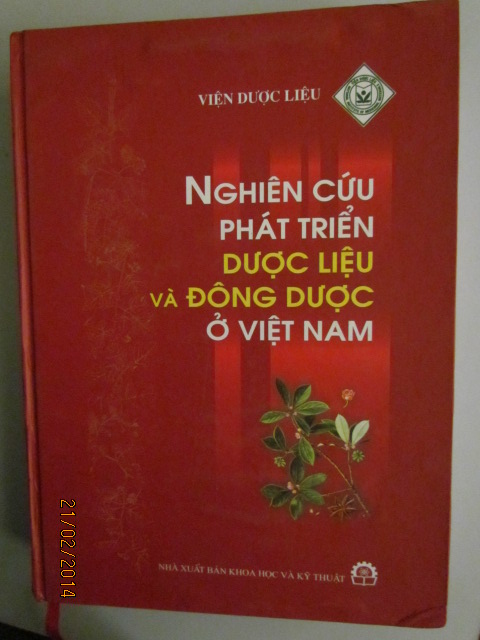 VIỆN DƯỢC LIỆU
NGHIÊN CỨU
PHÁT TRIỂN
DƯỢC LIỆU
VÀ ĐÔNG DƯỢC
Ở VIỆT NAM
NHÀ XUẤT BẢN KHOA HỌC VÀ KỸ THUẬT
21/02/2014